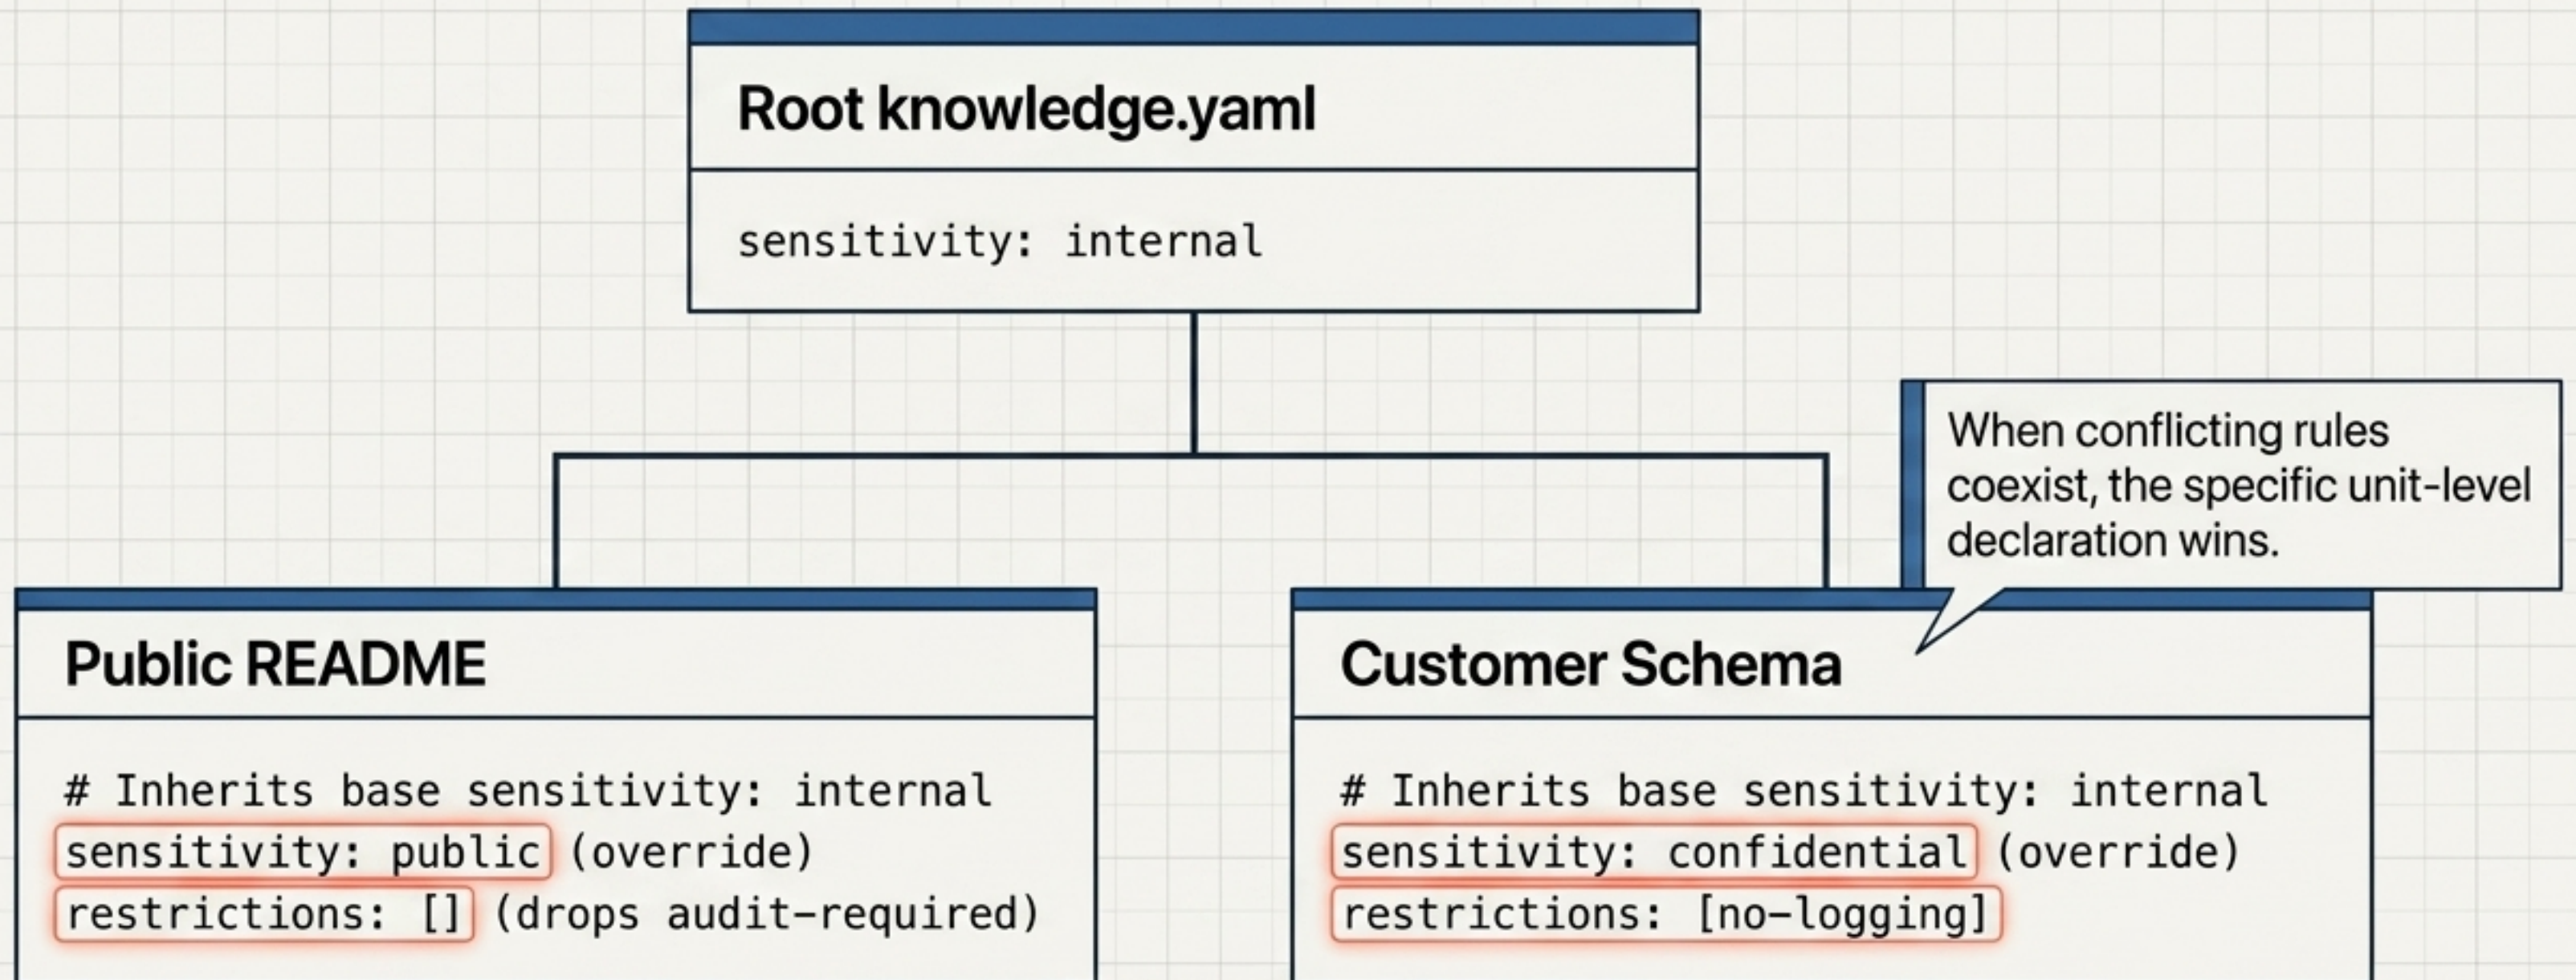 Root knowledge.yaml
sensitivity: internal
When conflicting rules
coexist, the specific unit-level
declaration wins.
Public README
# Inherits base sensitivity: internal
sensitivity: public (override)
restrictions: [] (drops audit-required)
Customer Schema
# Inherits base sensitivity: internal
sensitivity: confidential (override)
restrictions: [no-logging]